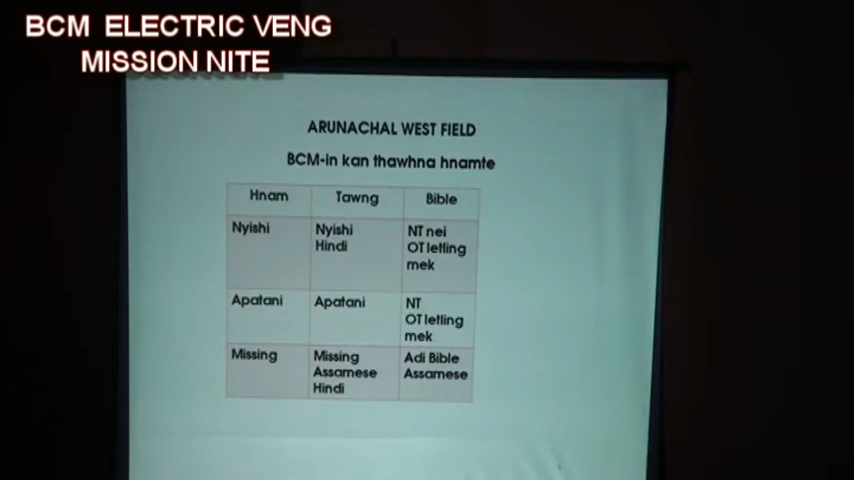 BCM ELECTRIC VENG
MISSION NITE
ARUNACHAL WEST FIELD
BCM-in kan thawhna hnamte
Hnam Tawng Bible
Nyishi Nyishi NT nei
Hindi OT letling
mek
Apatani Apatani NT
OT letling
mek
Missing Missing Adi Bible
Assamese Assamese
Hindi